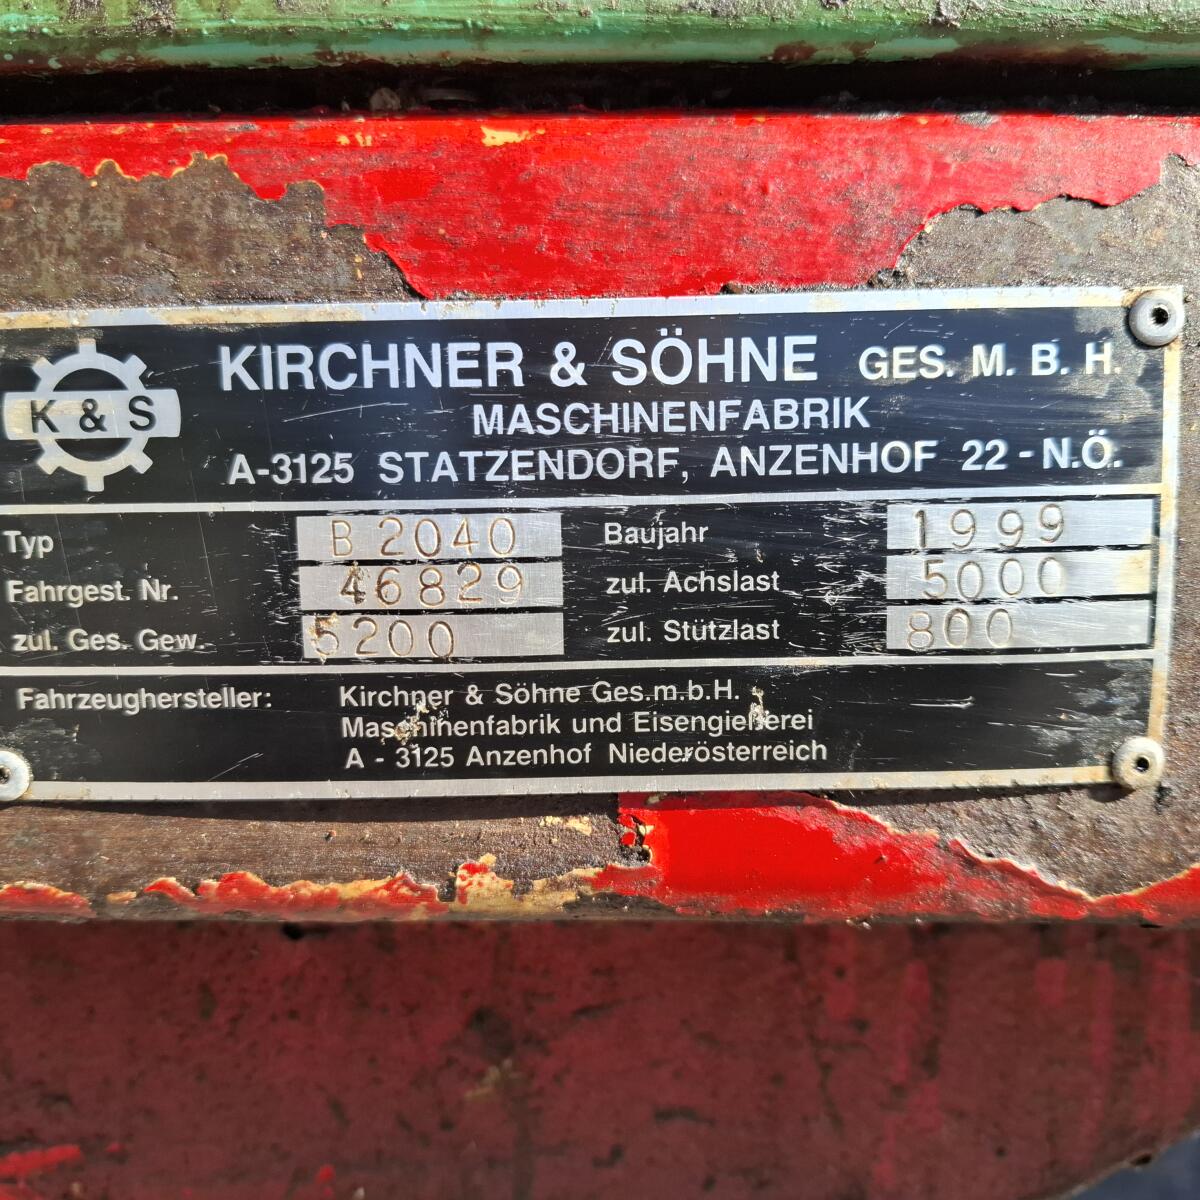 K & S
KIRCHNER & SÖHNE GES. M. B. H.
MASCHINENFABRIK
A-3125 STATZENDORF, ANZENHOF 22 - N.Ö.
Typ B 2040 Baujahr 1999
Fahrgest. Nr. 46829 zul. Achslast 5000
zul. Ges. Gew. 5200 zul. Stützlast 800
Fahrzeughersteller: Kirchner & Söhne Ges.m.b.H.
Maschinenfabrik und Eisengießerei
A - 3125 Anzenhof Niederösterreich